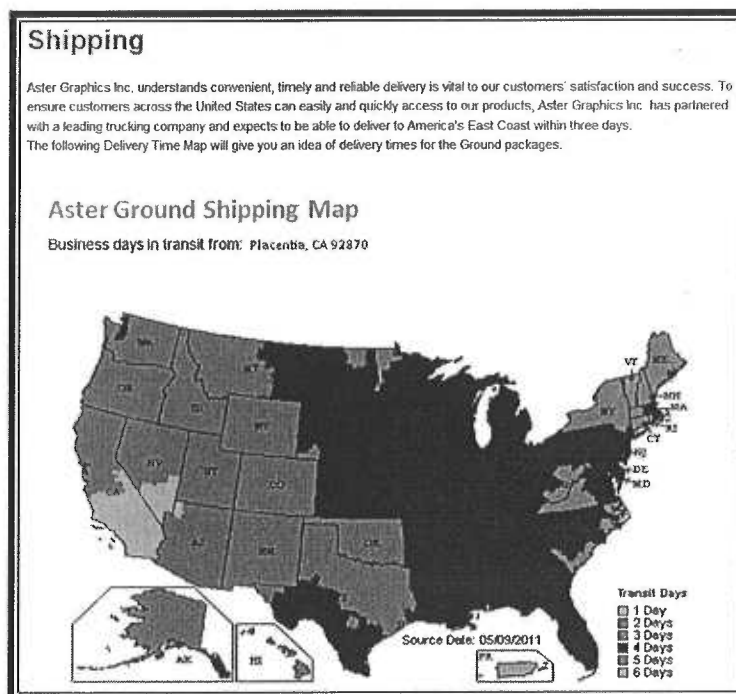 Shipping
Aster Graphics Inc. understands convenient, timely and reliable delivery is vital to our customers' satisfaction and success. To
ensure customers across the United States can easily and quickly access to our products, Aster Graphics Inc has partnered
with a leading trucking company and expects to be able to deliver to America's East Coast within three days.
The following Delivery Time Map will give you an idea of delivery times for the Ground packages.
Aster Ground Shipping Map
Business days in transit from: Placentia, CA 92870
WA
MT
VT
ME
OR
ID
NH
MA
WY
NY
RI
CT
NJ
NV
UT
CO
DE
MD
CA
AZ
NM
OK
Transit Days
1 Day
2 Days
3 Days
4 Days
5 Days
6 Days
Source Date: 05/09/2011
AK
HI
PR